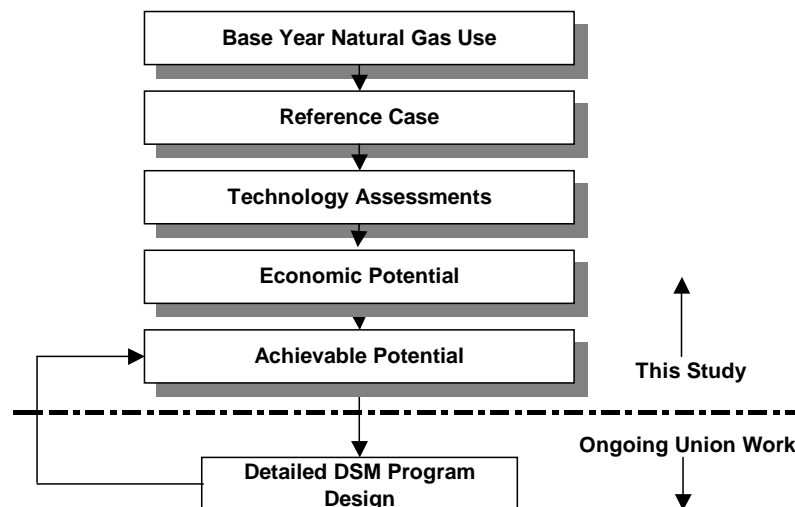 Base Year Natural Gas Use
Reference Case
Technology Assessments
Economic Potential
Achievable Potential
This Study
Ongoing Union Work
Detailed DSM Program
Design